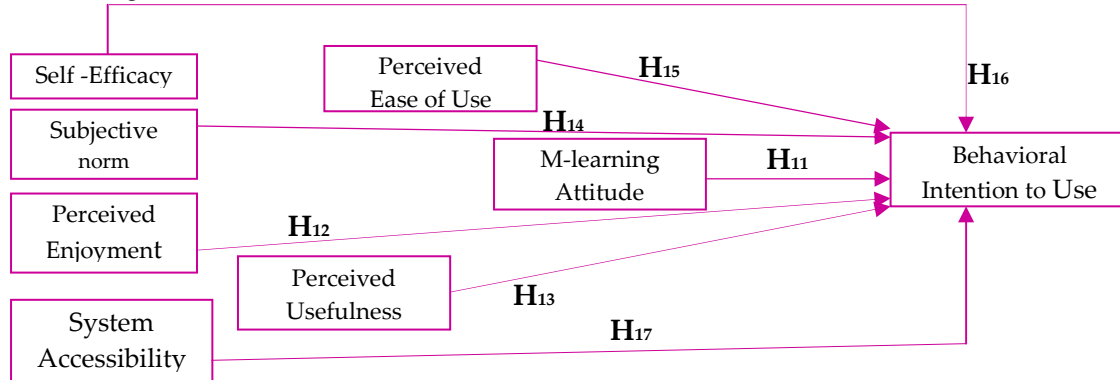 Self -Efficacy
Perceived
Ease of Use
H15
H16
Subjective
norm
H14
M-learning
Attitude
H11
Behavioral
Intention to Use
Perceived
Enjoyment
H12
Perceived
Usefulness
H13
System
Accessibility
H17